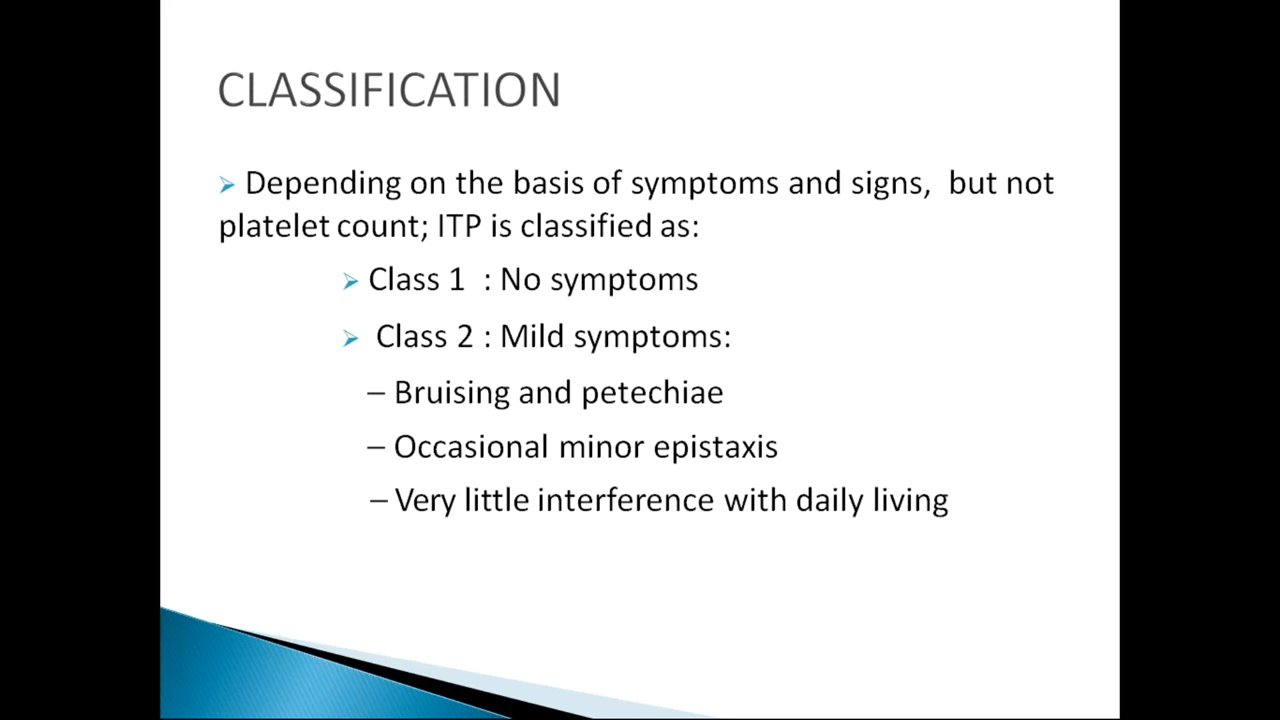 CLASSIFICATION
Depending on the basis of symptoms and signs,  but not
platelet count; ITP is classified as:
Class 1  : No symptoms
Class 2 : Mild symptoms:
– Bruising and petechiae
– Occasional minor epistaxis
– Very little interference with daily living